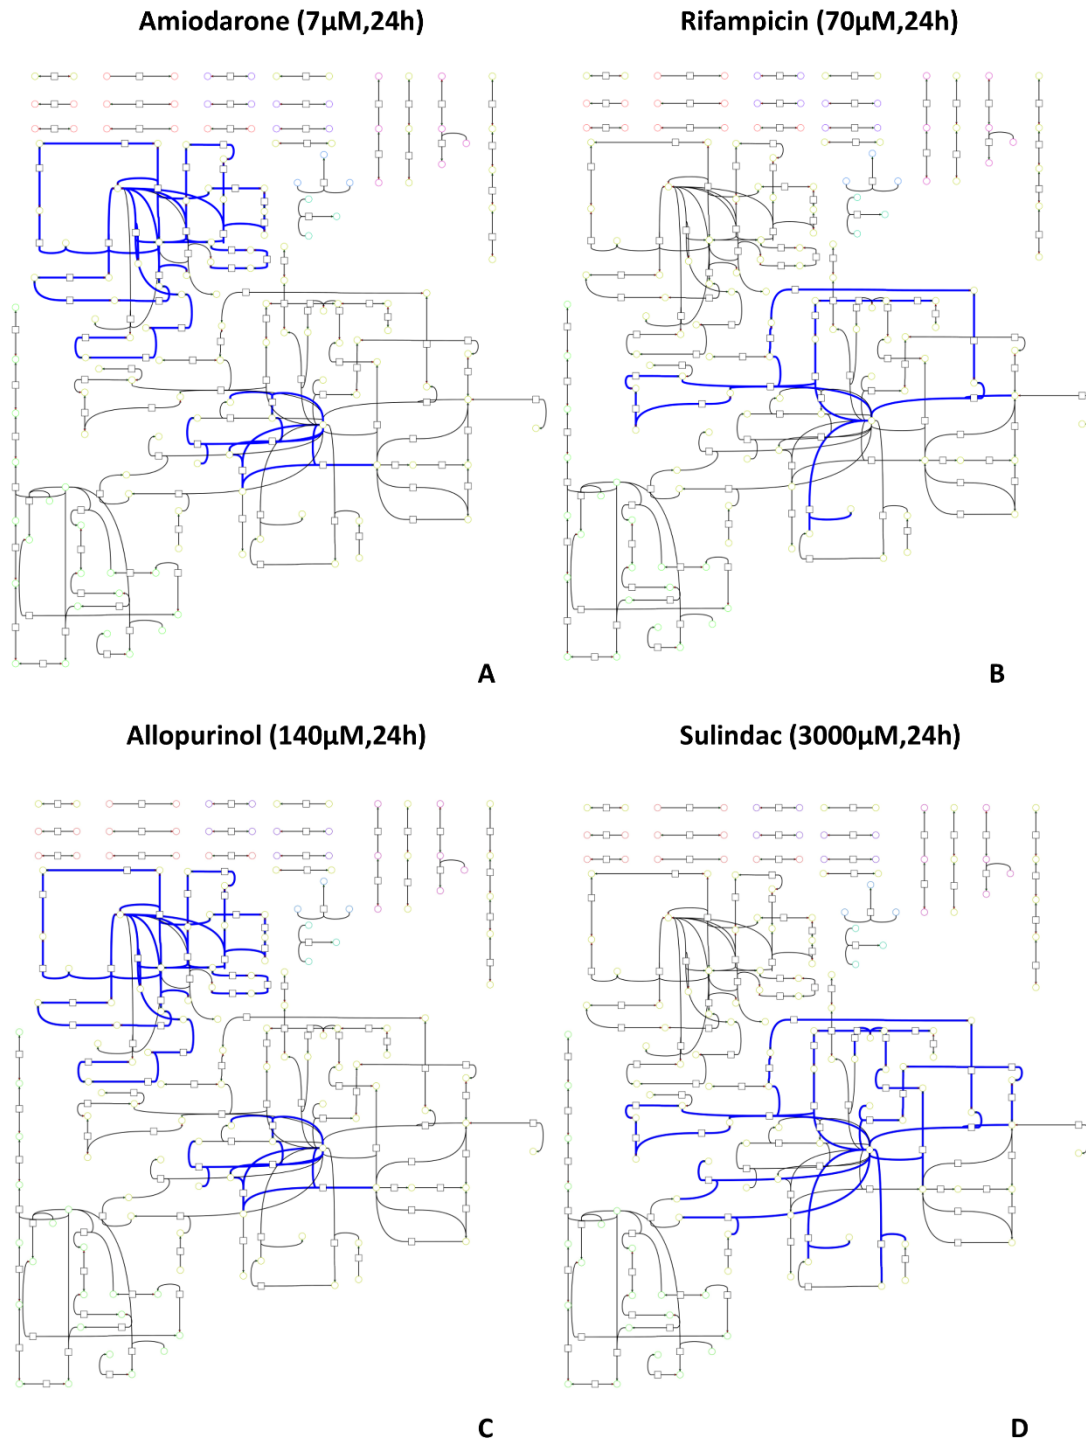 Amiodarone (7µM,24h)
Rifampicin (70µM,24h)
A
B
Allopurinol (140µM,24h)
Sulindac (3000µM,24h)
C
D